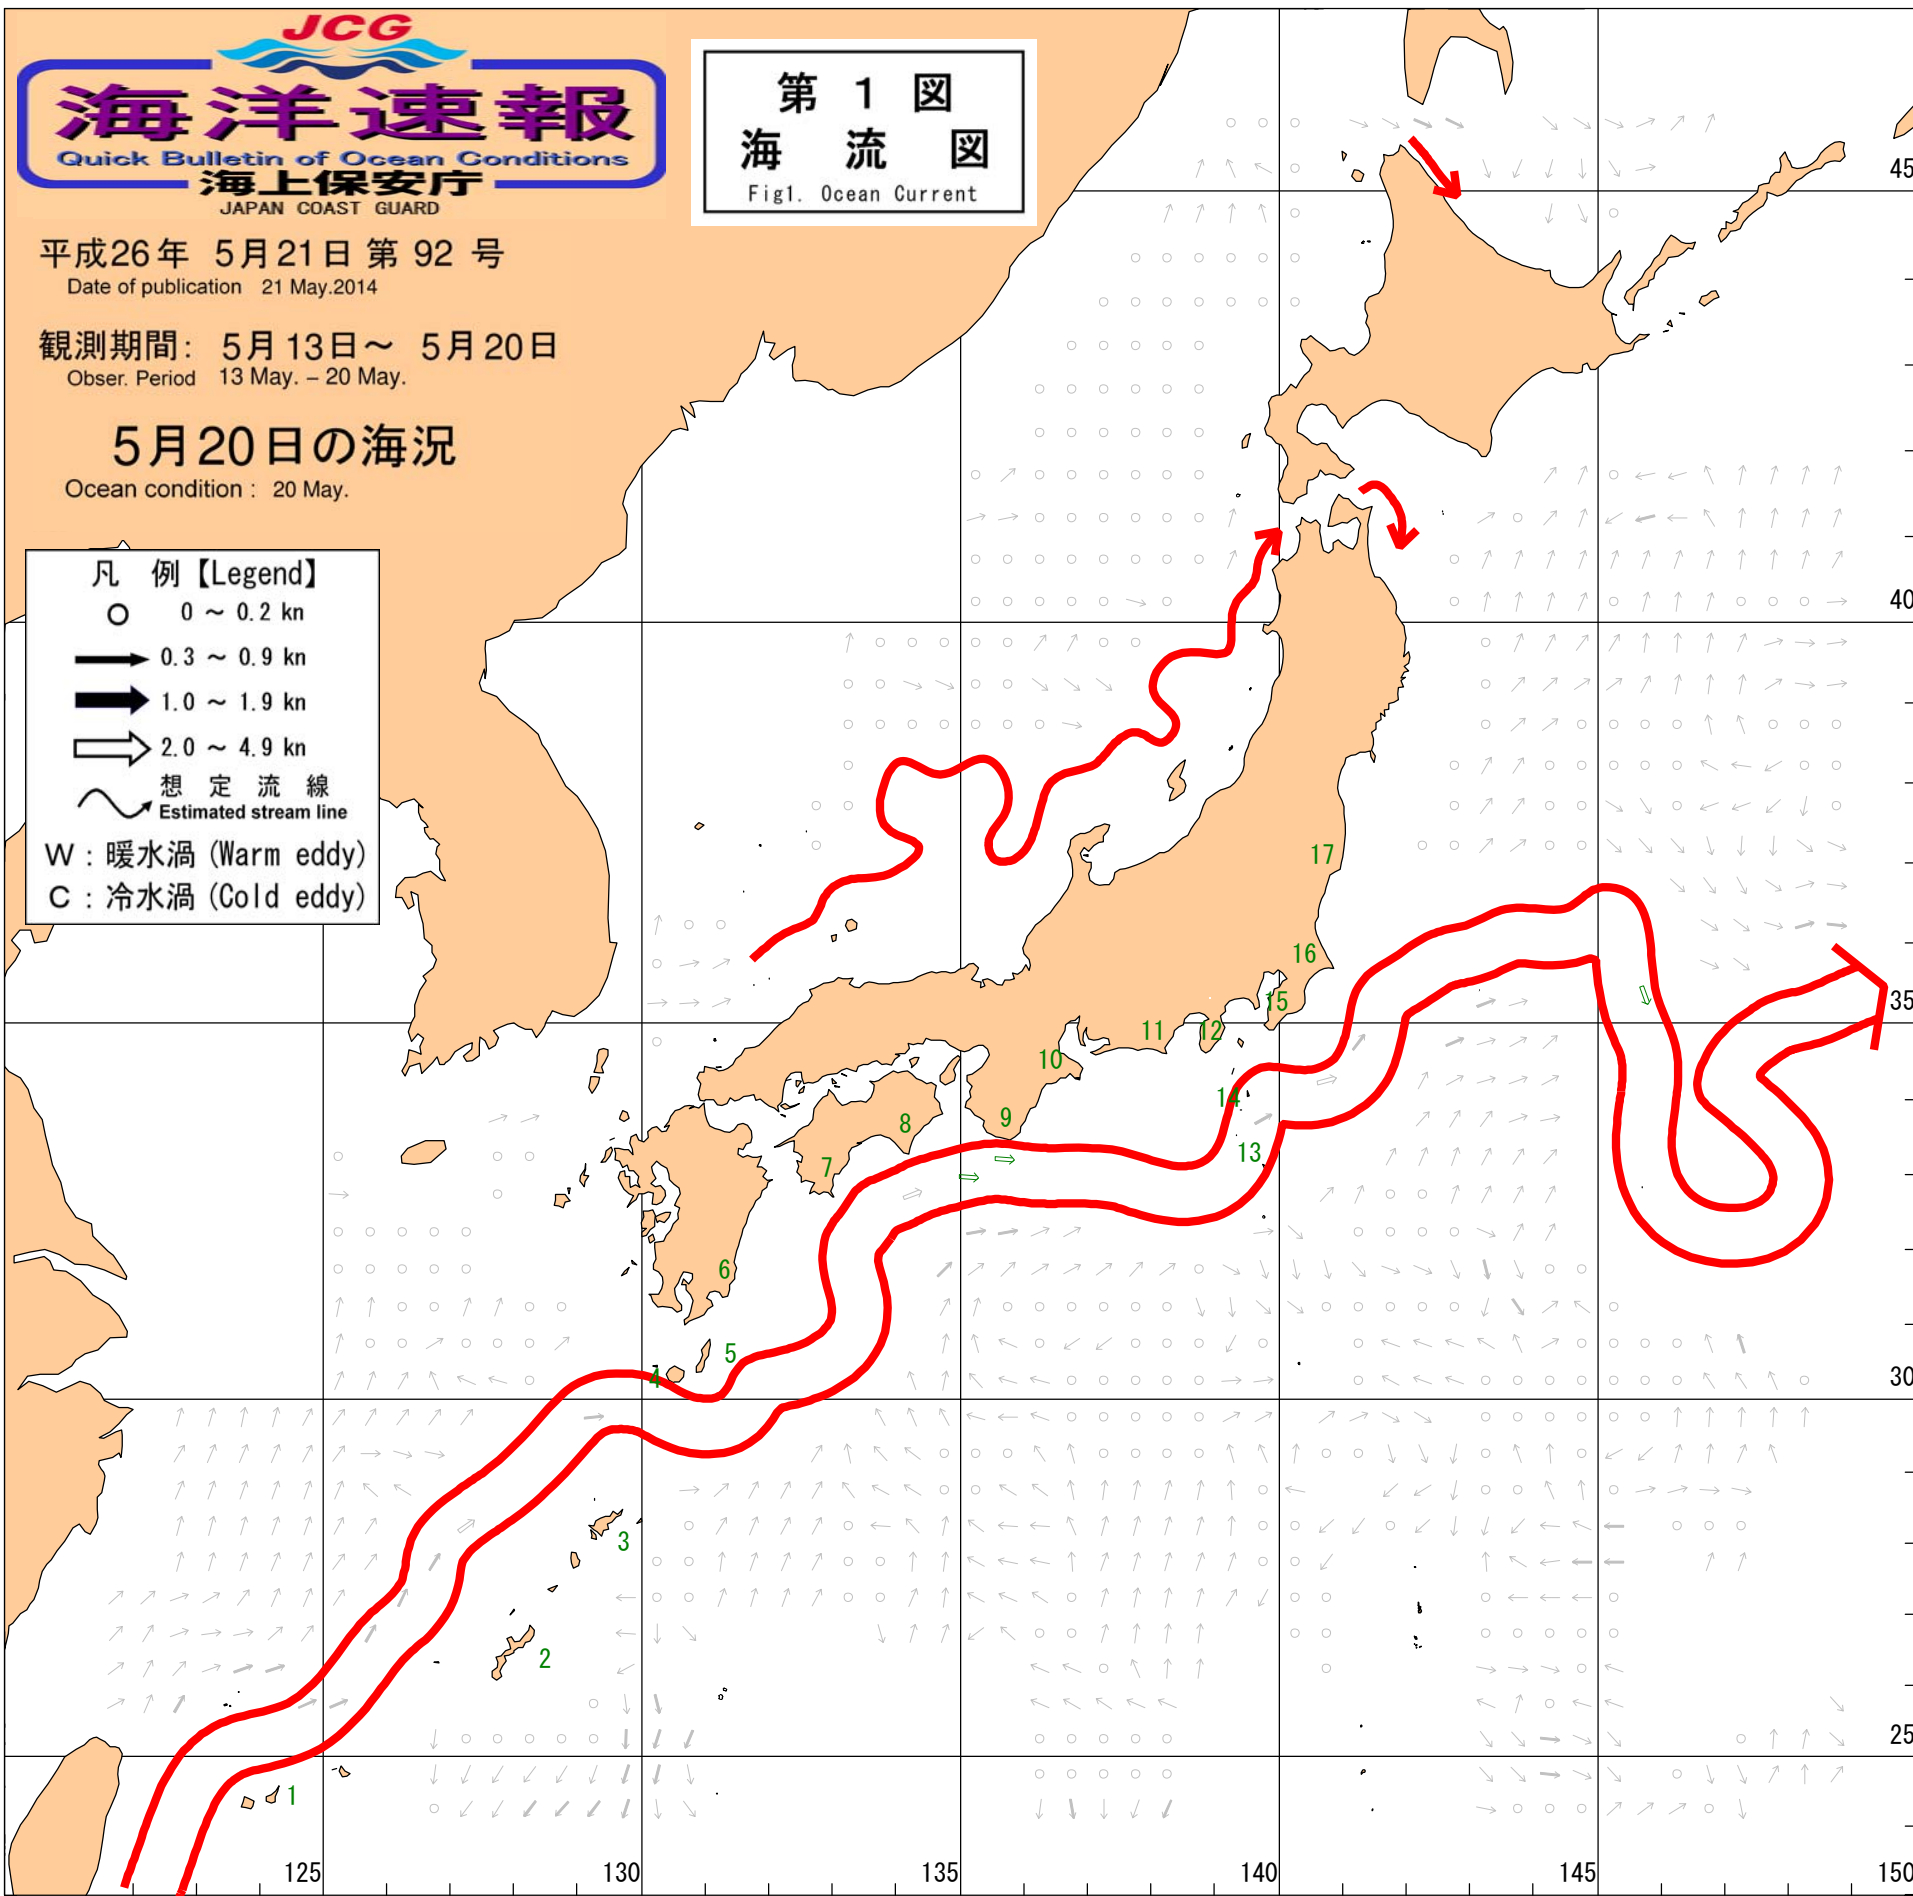 JCG
海洋速報
Quick Bulletin of Ocean Conditions
海上保安庁
JAPAN COAST GUARD
第 1 図
海 流 図
Fig1. Ocean Current
平成26年 5月21日 第 92 号
Date of publication 21 May.2014
観測期間: 5月13日～ 5月20日
Obser. Period 13 May. – 20 May.
5月20日の海況
Ocean condition : 20 May.
凡 例【Legend】
0 ～ 0.2 kn
0.3 ～ 0.9 kn
1.0 ～ 1.9 kn
2.0 ～ 4.9 kn
想 定 流 線
Estimated stream line
W : 暖水渦 (Warm eddy)
C : 冷水渦 (Cold eddy)
45
40
17
16
35
15
12
11
10
14
9
8
13
7
6
5
4
30
3
2
25
1
125
130
135
140
145
150